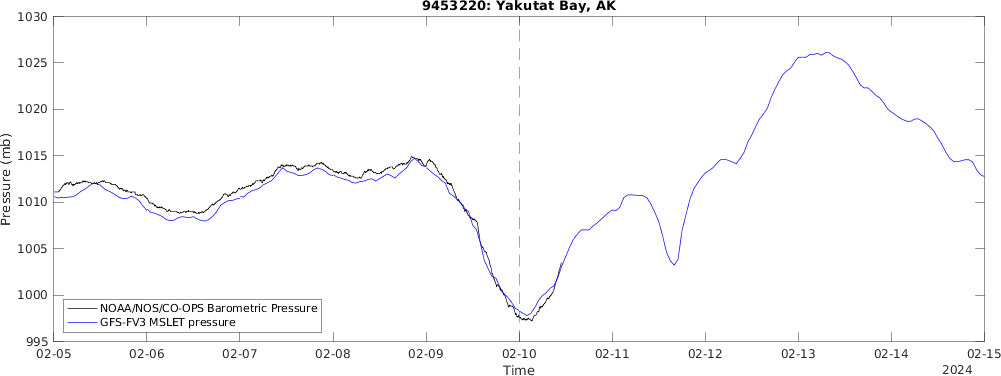 9453220: Yakutat Bay, AK
Pressure (mb)
1030
1025
1020
1015
1010
1005
1000
995
NOAA/NOS/CO-OPS Barometric Pressure
GFS-FV3 MSLET pressure
02-05 02-06 02-07 02-08 02-09 02-10 02-11 02-12 02-13 02-14 02-15
Time
2024